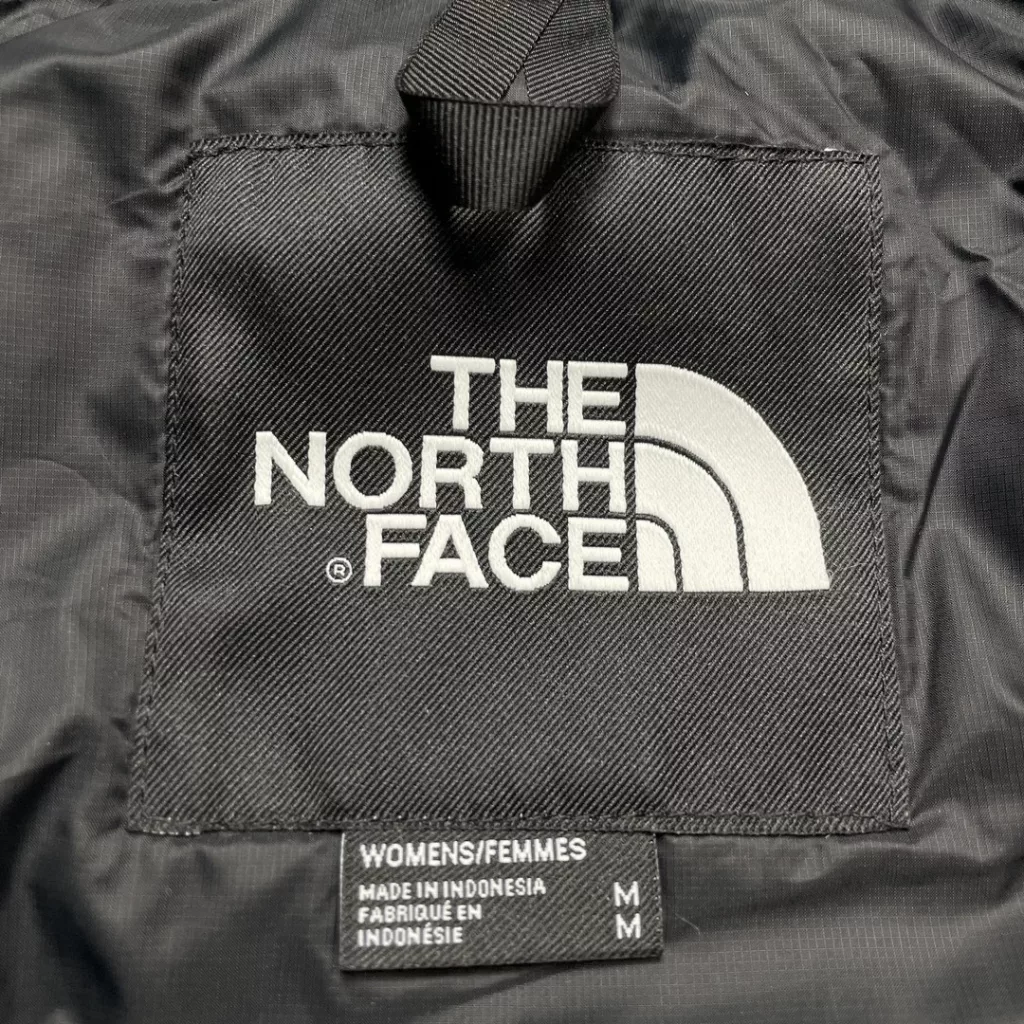 THE
NORTH
® FACE
WOMENS/FEMMES
MADE IN INDONESIA M
FABRIQUÉ EN
INDONÉSIE M